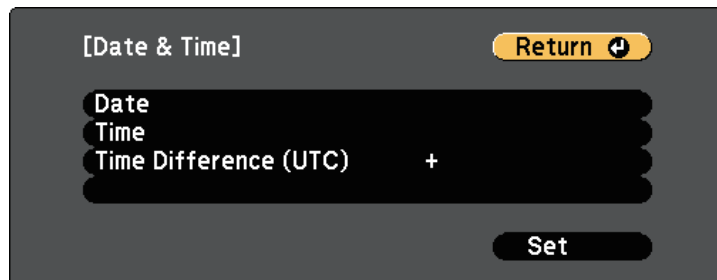 [Date & Time] Return
Date
Time
Time Difference (UTC) +
Set